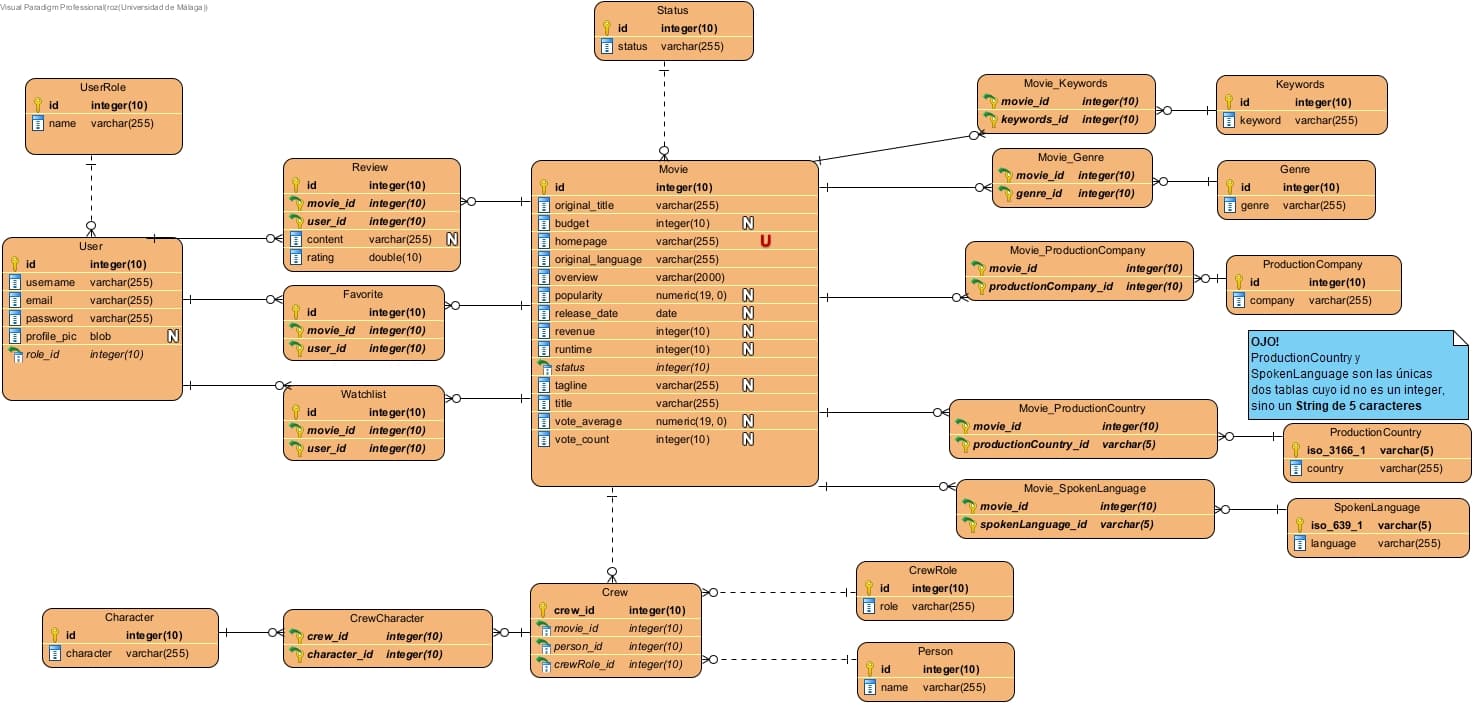 Visual Paradigm Professional(roz(Universidad de Málaga))
Status
id integer(10)
status varchar(255)
UserRole
id integer(10)
name varchar(255)
User
id integer(10)
username varchar(255)
email varchar(255)
password varchar(255)
profile_pic blob N
role_id integer(10)
Review
id integer(10)
movie_id integer(10)
user_id integer(10)
content varchar(255) N
rating double(10)
Favorite
id integer(10)
movie_id integer(10)
user_id integer(10)
Watchlist
id integer(10)
movie_id integer(10)
user_id integer(10)
Movie
id integer(10)
original_title varchar(255)
budget integer(10) N
homepage varchar(255) U
original_language varchar(255)
overview varchar(2000)
popularity numeric(19, 0) N
release_date date N
revenue integer(10) N
runtime integer(10) N
status integer(10)
tagline varchar(255) N
title varchar(255)
vote_average numeric(19, 0) N
vote_count integer(10) N
Movie_Keywords
movie_id integer(10)
keywords_id integer(10)
Keywords
id integer(10)
keyword varchar(255)
Movie_Genre
movie_id integer(10)
genre_id integer(10)
Genre
id integer(10)
genre varchar(255)
Movie_ProductionCompany
movie_id integer(10)
productionCompany_id integer(10)
ProductionCompany
id integer(10)
company varchar(255)
OJO!
ProductionCountry y
SpokenLanguage son las únicas
dos tablas cuyo id no es un integer,
sino un String de 5 caracteres
Movie_ProductionCountry
movie_id integer(10)
productionCountry_id varchar(5)
ProductionCountry
iso_3166_1 varchar(5)
country varchar(255)
Movie_SpokenLanguage
movie_id integer(10)
spokenLanguage_id varchar(5)
SpokenLanguage
iso_639_1 varchar(5)
language varchar(255)
Character
id integer(10)
character varchar(255)
CrewCharacter
crew_id integer(10)
character_id integer(10)
Crew
crew_id integer(10)
movie_id integer(10)
person_id integer(10)
crewRole_id integer(10)
CrewRole
id integer(10)
role varchar(255)
Person
id integer(10)
name varchar(255)